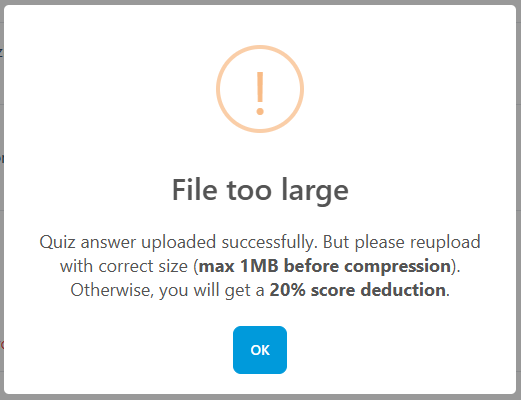 !
File too large
Quiz answer uploaded successfully. But please reupload
with correct size (max 1MB before compression).
Otherwise, you will get a 20% score deduction.
OK